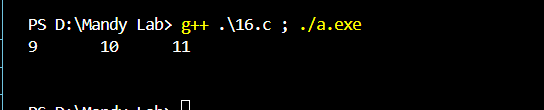 PS D:\Mandy Lab> g++ .\16.c ; ./a.exe
9 10 11
PS D:\Mandy Lab>